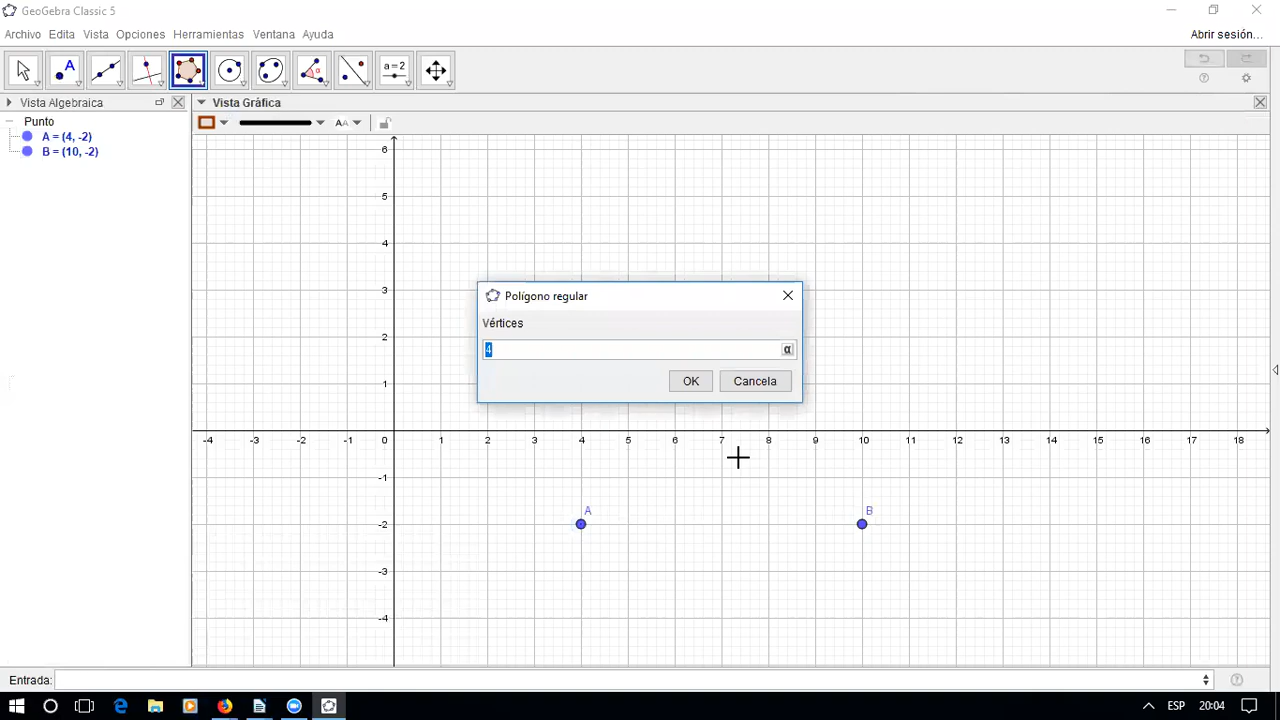 GeoGebra Classic 5
Archivo Edita Vista Opciones Herramientas Ventana Ayuda Abrir sesión...
A a=2
Vista Algebraica Vista Gráfica
Punto AA
A = (4, -2)
B = (10, -2)
6
5
4
3
2
1
Polígono regular
Vértices
4 α
OK Cancela
-4 -3 -2 -1 0 1 2 3 4 5 6 7 8 9 10 11 12 13 14 15 16 17 18
-1
A B
-2
-3
-4
Entrada:
ESP 20:04